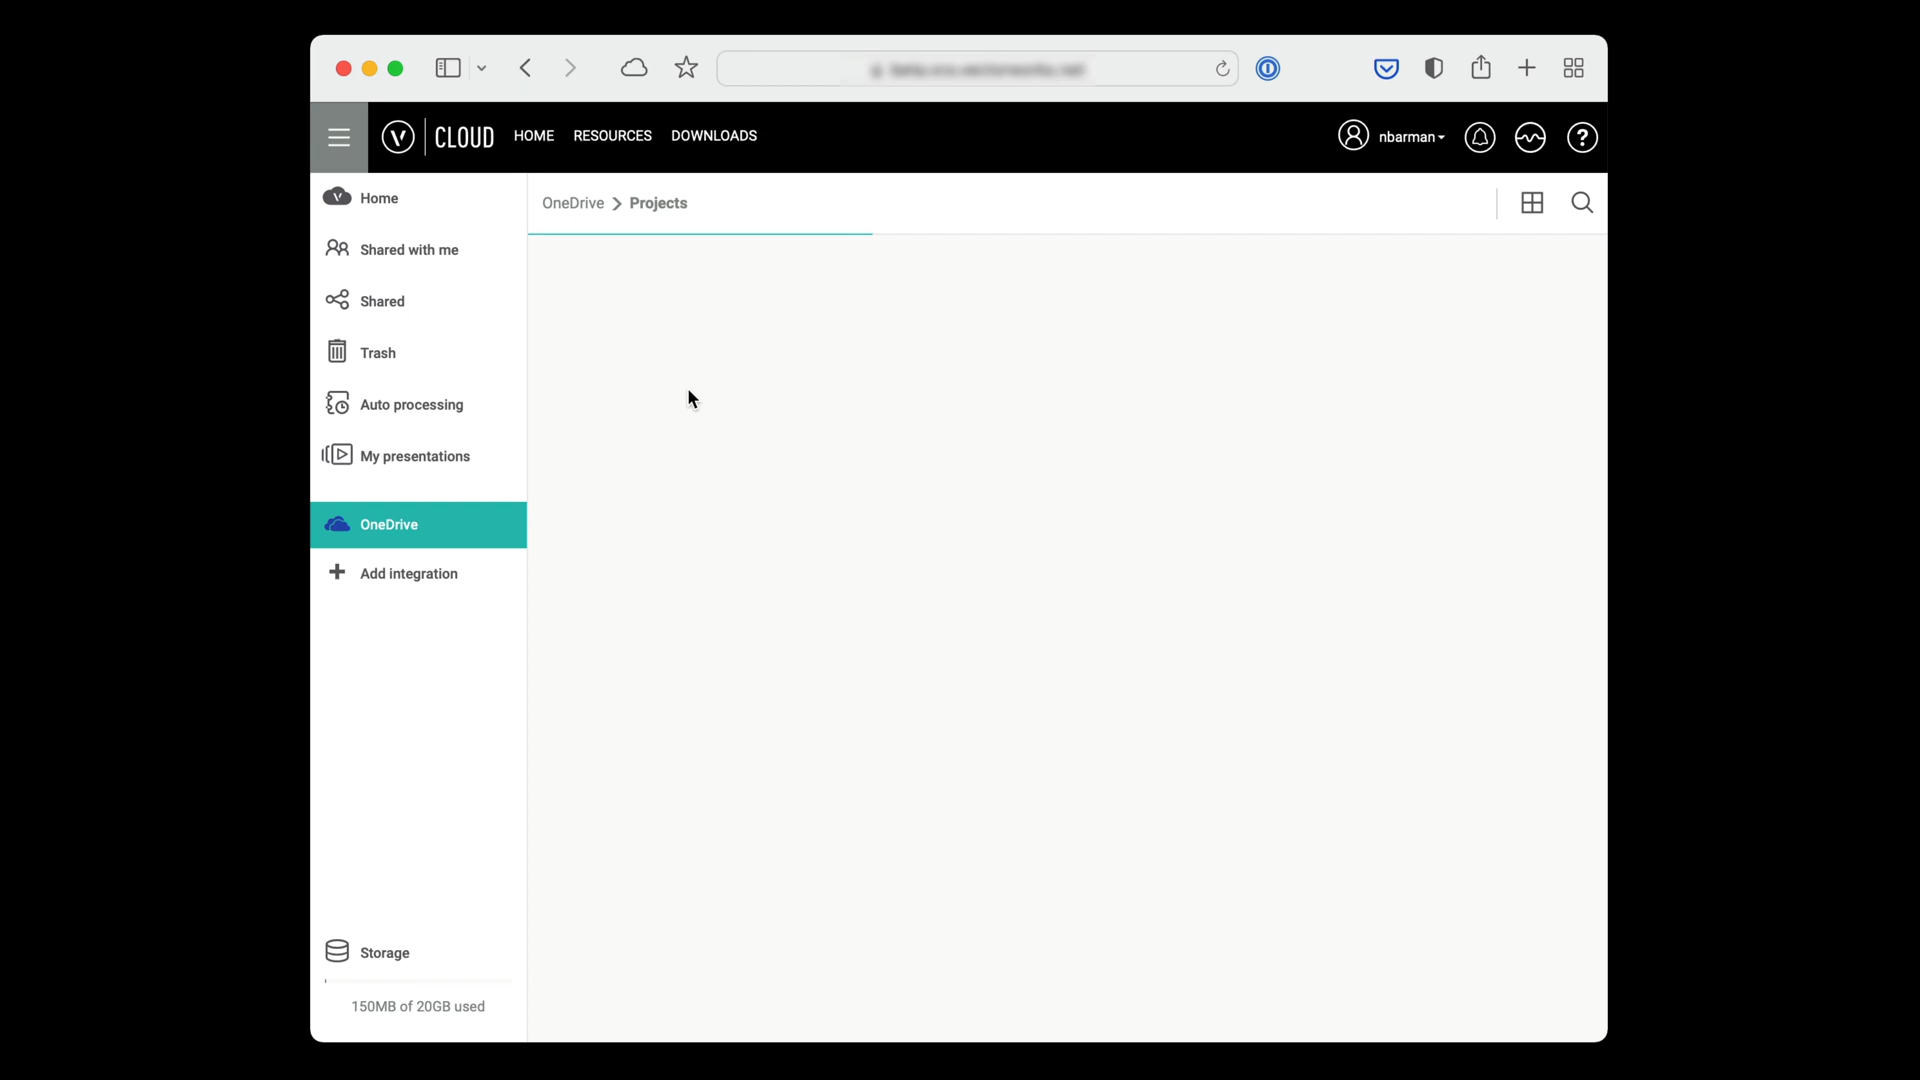 CLOUD HOME RESOURCES DOWNLOADS nbarman
Home
OneDrive > Projects
Shared with me
Shared
Trash
Auto processing
My presentations
OneDrive
Add integration
Storage
150MB of 20GB used